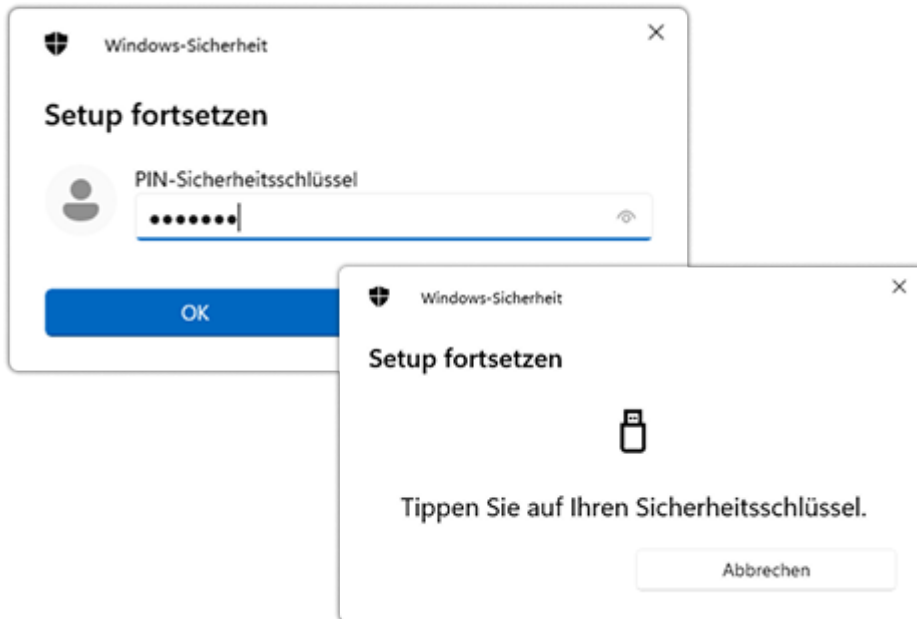 Windows-Sicherheit
Setup fortsetzen
PIN-Sicherheitsschlüssel
•••••••
OK
Windows-Sicherheit
Setup fortsetzen
Tippen Sie auf Ihren Sicherheitsschlüssel.
Abbrechen